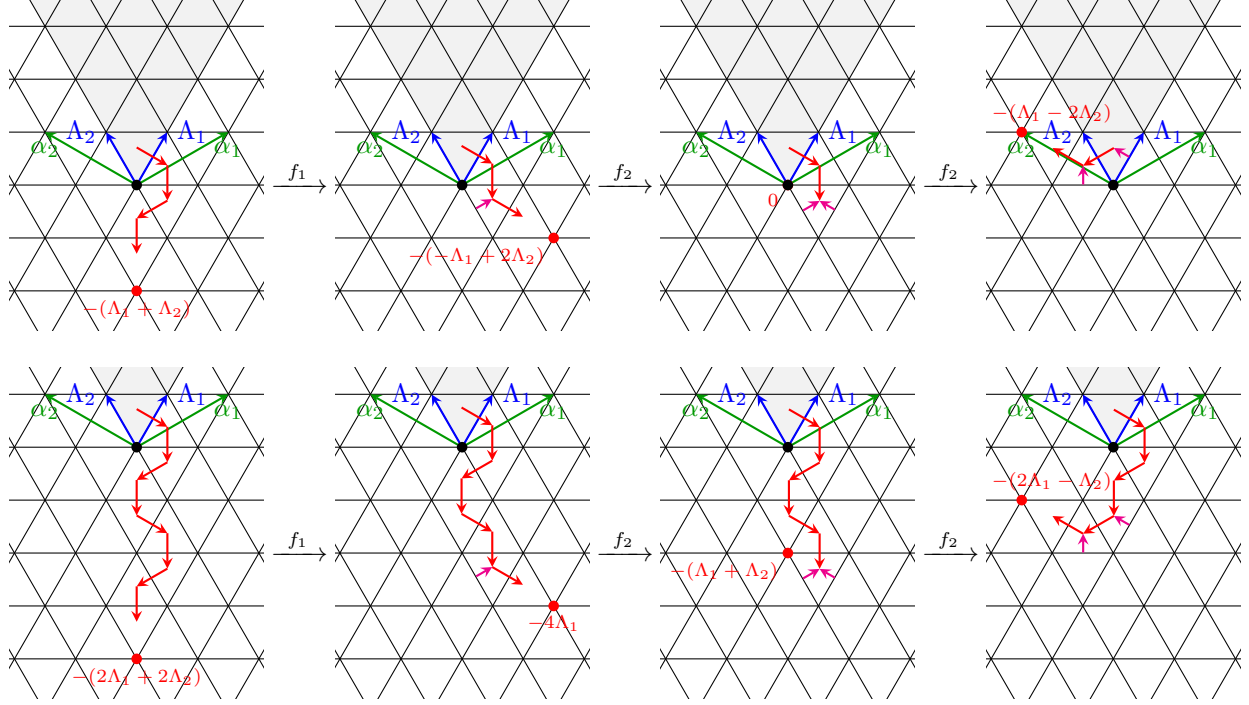 Λ₂ Λ₁ Λ₂ Λ₁ Λ₂ Λ₁ −(Λ₁ − 2Λ₂) Λ₂ Λ₁
α₂ α₁ α₂ α₁ α₂ α₁ α₂ α₁
f₁ f₂ f₂
0
−(−Λ₁ + 2Λ₂)
−(Λ₁ + Λ₂)
Λ₂ Λ₁ Λ₂ Λ₁ Λ₂ Λ₁ Λ₂ Λ₁
α₂ α₁ α₂ α₁ α₂ α₁ α₂ α₁
−(2Λ₁ − Λ₂)
f₁ f₂ f₂
−(Λ₁ + Λ₂)
−4Λ₁
−(2Λ₁ + 2Λ₂)